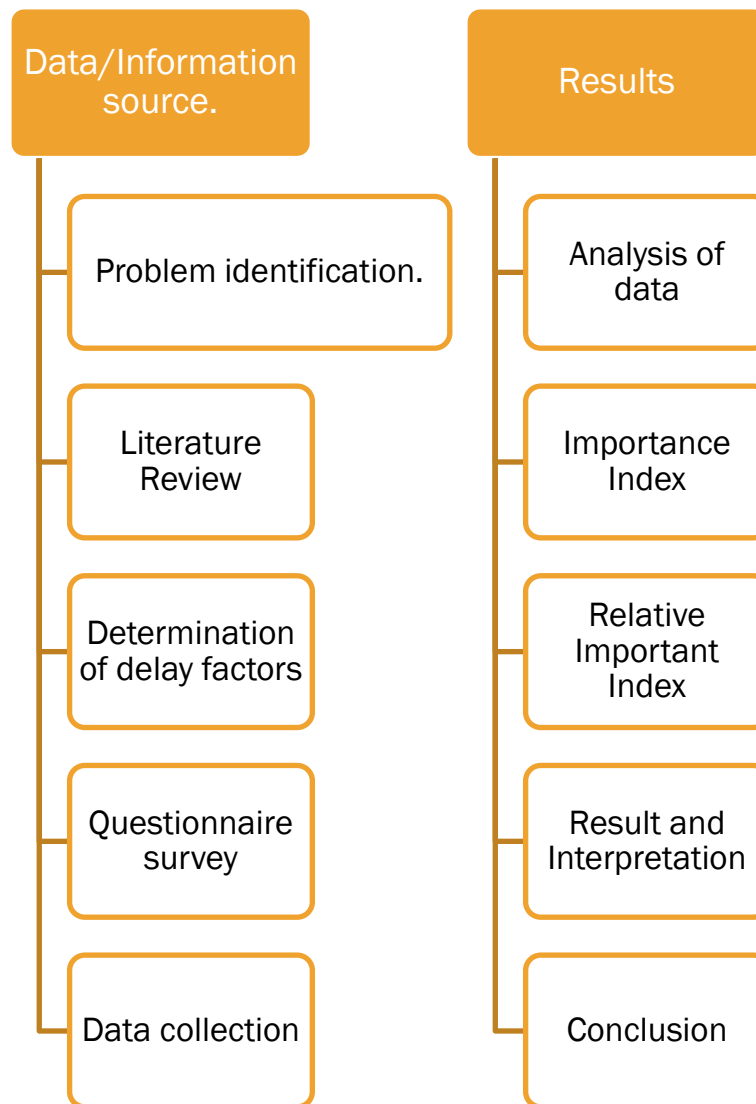 Data/Information
source.
Problem identification.
Literature
Review
Determination
of delay factors
Questionnaire
survey
Data collection
Results
Analysis of
data
Importance
Index
Relative
Important
Index
Result and
Interpretation
Conclusion